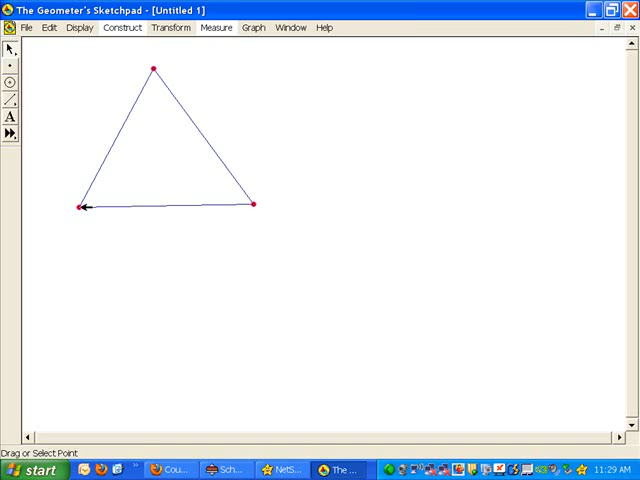 The Geometer's Sketchpad - [Untitled 1]
File Edit Display Construct Transform Measure Graph Window Help
A
Drag or Select Point
start Cou... Sch... NetS... The ... 11:29 AM